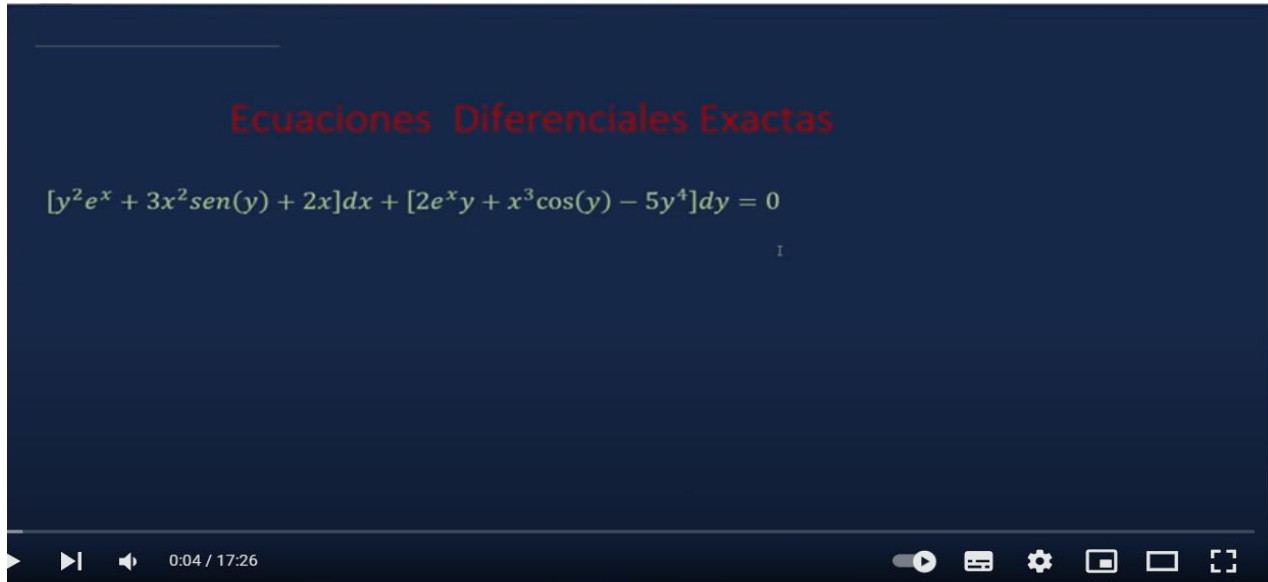 Ecuaciones Diferenciales Exactas
[y²eˣ + 3x²sen(y) + 2x]dx + [2eˣy + x³cos(y) − 5y⁴]dy = 0
0:04 / 17:26